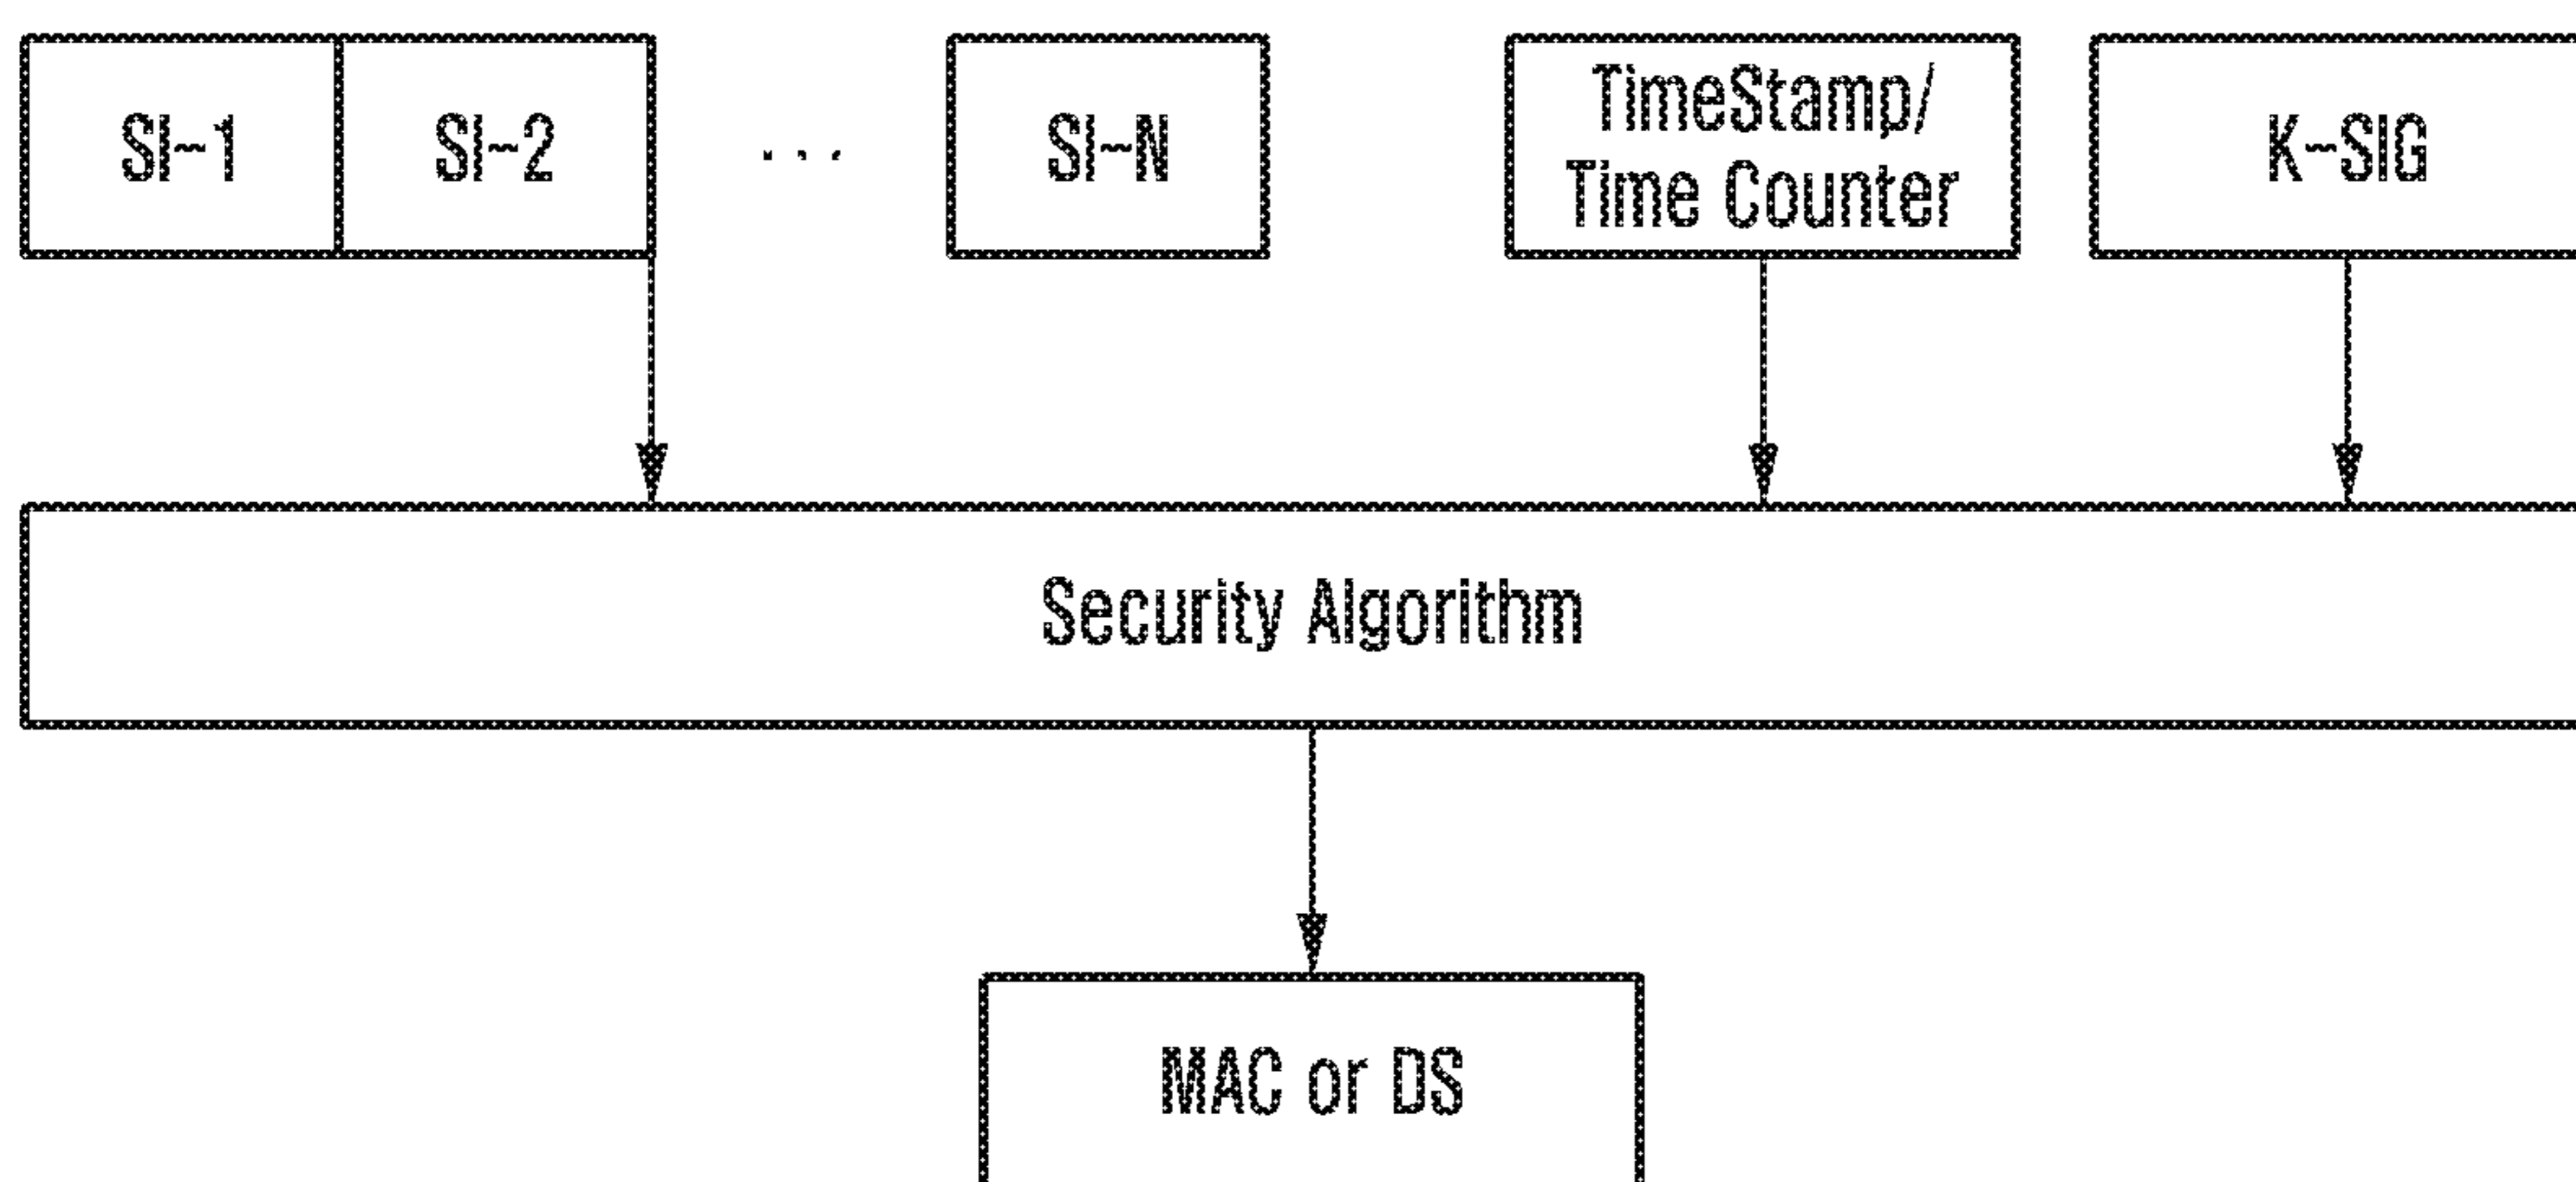 SI-1
SI-2
...
SI-N
TimeStamp/
Time Counter
K-SIG
Security Algorithm
MAC or DS